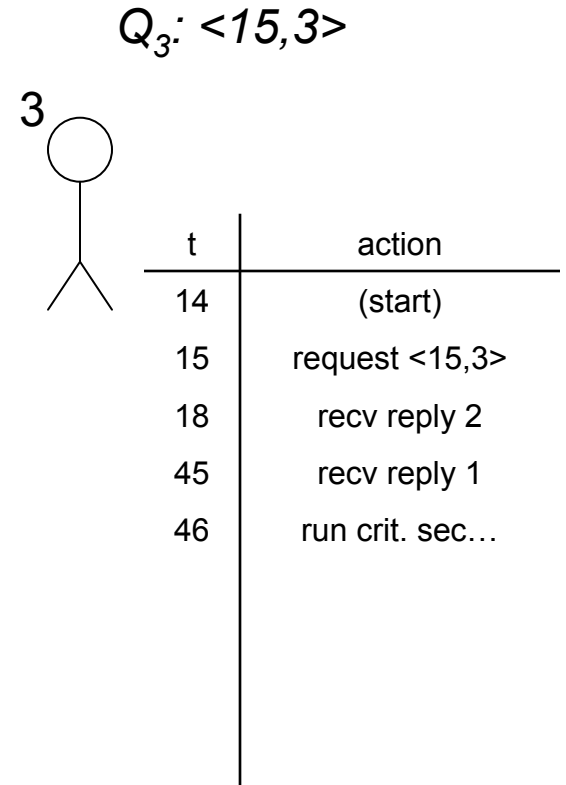 Q₃: <15,3>
3
t action
14 (start)
15 request <15,3>
18 recv reply 2
45 recv reply 1
46 run crit. sec…